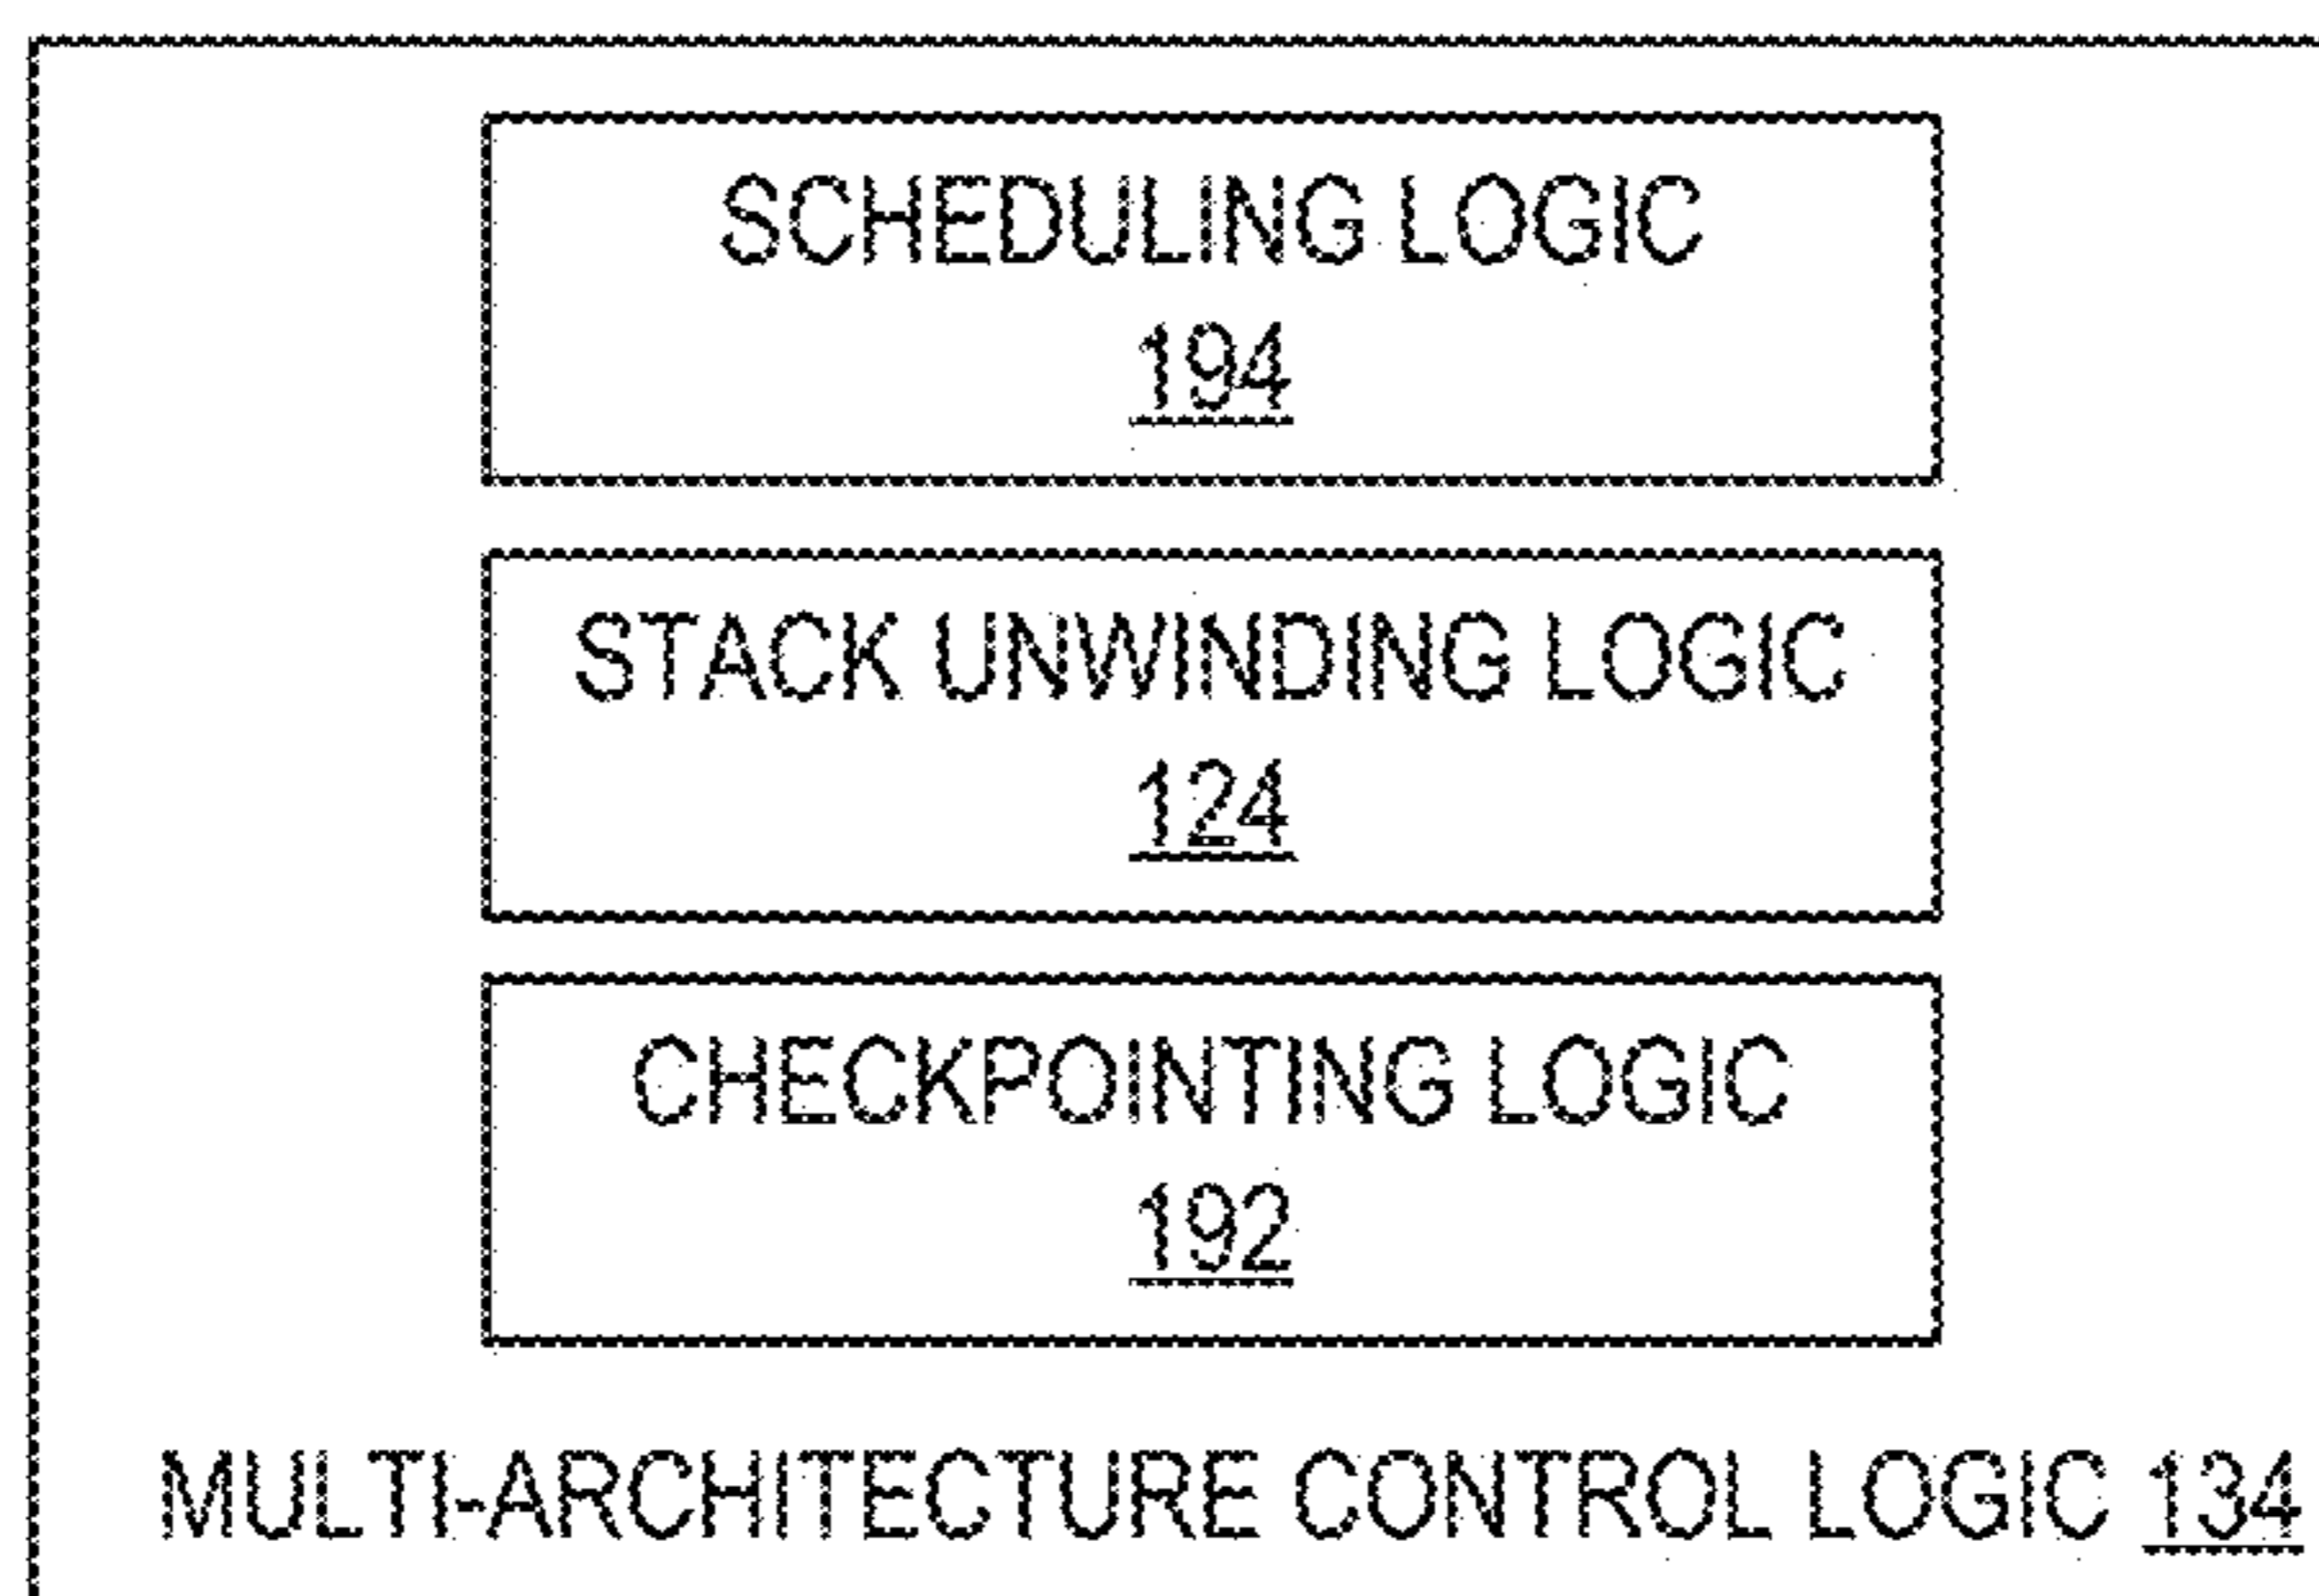 SCHEDULING LOGIC
194
STACK UNWINDING LOGIC
124
CHECKPOINTING LOGIC
192
MULTI-ARCHITECTURE CONTROL LOGIC 134